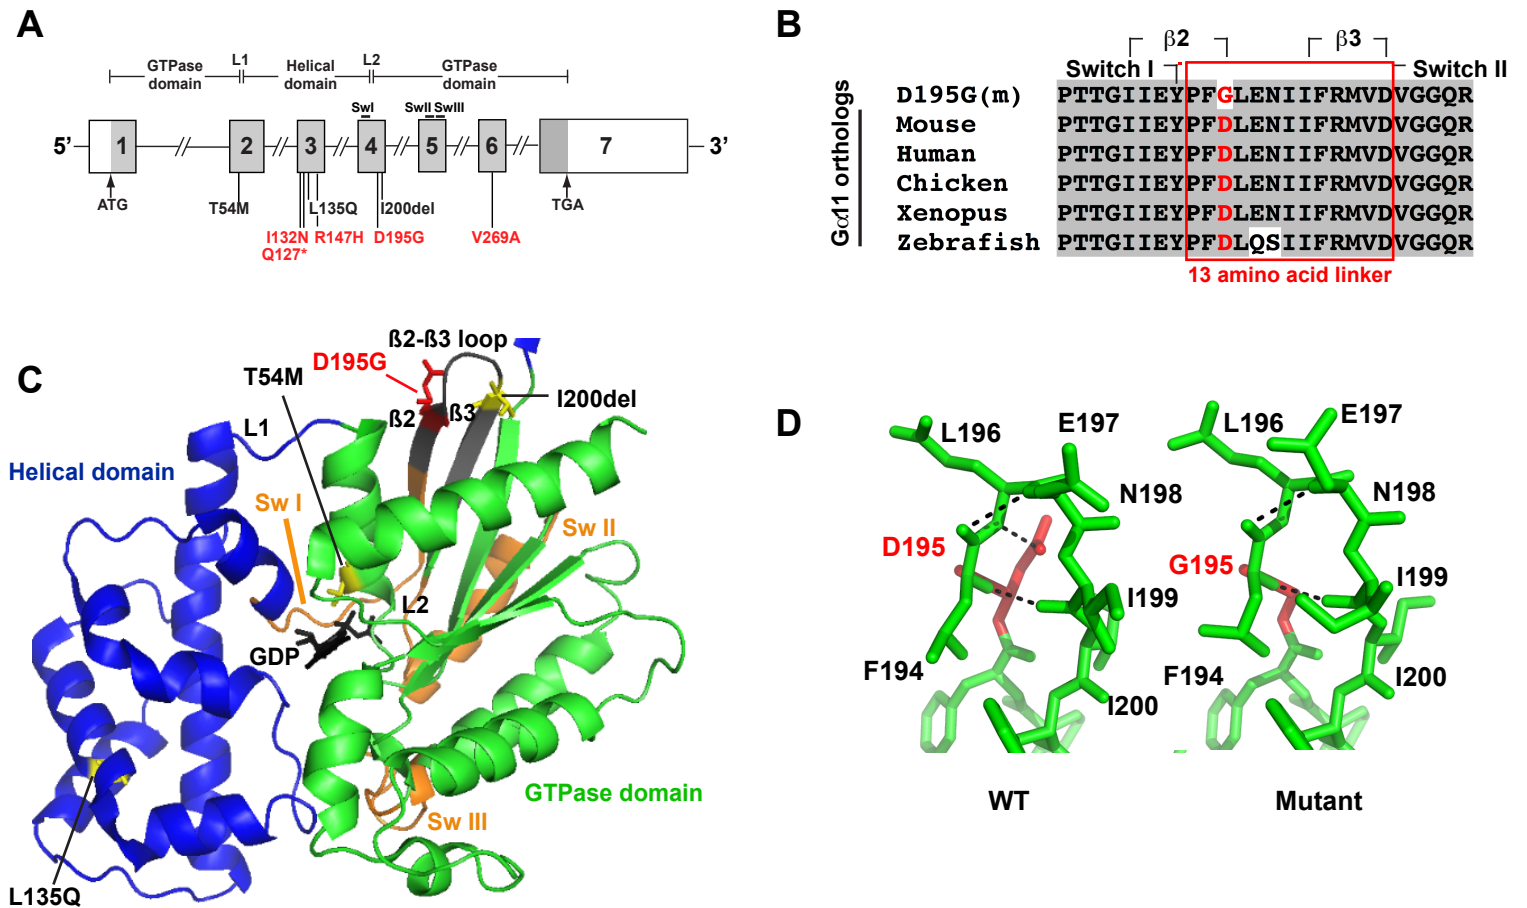 A
GTPase domain
L1
Helical domain
L2
GTPase domain
SwI
SwII
SwIII
5’
1
2
3
4
5
6
7
3’
ATG
T54M
L135Q
I200del
TGA
I132N
R147H
D195G
V269A
Q127*
B
β2
β3
Switch I
Switch II
D195G(m) PTTGIIEYPFGLENIIFRMVDVGGQR
Mouse PTTGIIEYPFDLENIIFRMVDVGGQR
Human PTTGIIEYPFDLENIIFRMVDVGGQR
Chicken PTTGIIEYPFDLENIIFRMVDVGGQR
Xenopus PTTGIIEYPFDLENIIFRMVDVGGQR
Zebrafish PTTGIIEYPFDLQSIIFRMVDVGGQR
Gα11 orthologs
13 amino acid linker
C
ß2-ß3 loop
D195G
T54M
I200del
ß2
ß3
L1
Helical domain
Sw I
Sw II
L2
GDP
GTPase domain
Sw III
L135Q
D
L196
E197
N198
D195
I199
F194
I200
WT
L196
E197
N198
G195
I199
F194
I200
Mutant